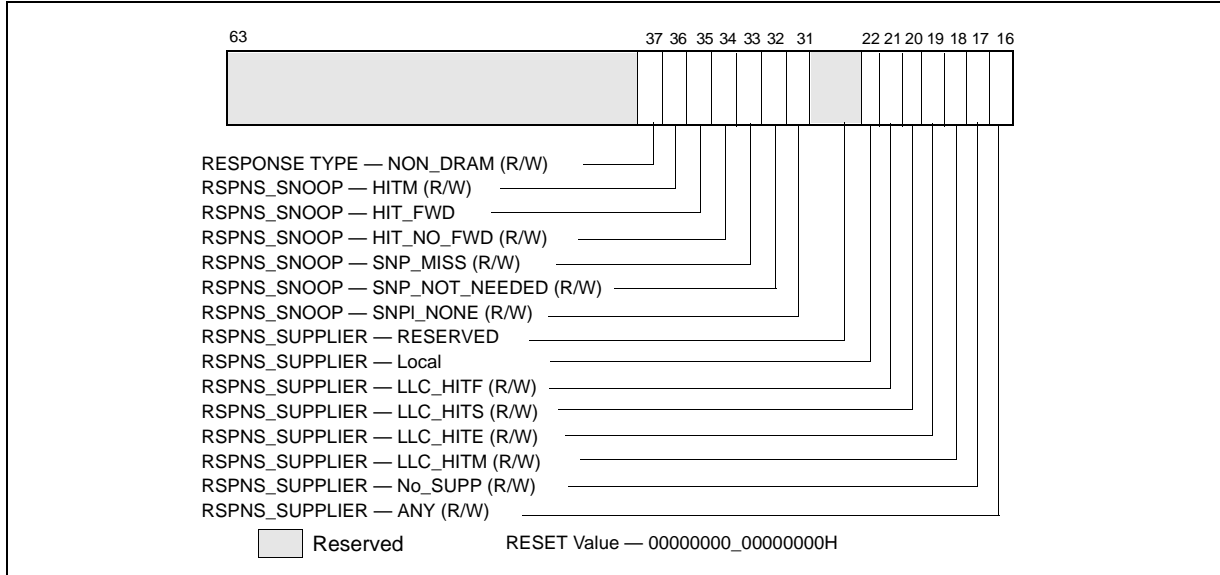 63 37 36 35 34 33 32 31 22 21 20 19 18 17 16
RESPONSE TYPE — NON_DRAM (R/W)
RSPNS_SNOOP — HITM (R/W)
RSPNS_SNOOP — HIT_FWD
RSPNS_SNOOP — HIT_NO_FWD (R/W)
RSPNS_SNOOP — SNP_MISS (R/W)
RSPNS_SNOOP — SNP_NOT_NEEDED (R/W)
RSPNS_SNOOP — SNPI_NONE (R/W)
RSPNS_SUPPLIER — RESERVED
RSPNS_SUPPLIER — Local
RSPNS_SUPPLIER — LLC_HITF (R/W)
RSPNS_SUPPLIER — LLC_HITS (R/W)
RSPNS_SUPPLIER — LLC_HITE (R/W)
RSPNS_SUPPLIER — LLC_HITM (R/W)
RSPNS_SUPPLIER — No_SUPP (R/W)
RSPNS_SUPPLIER — ANY (R/W)
Reserved RESET Value — 00000000_00000000H